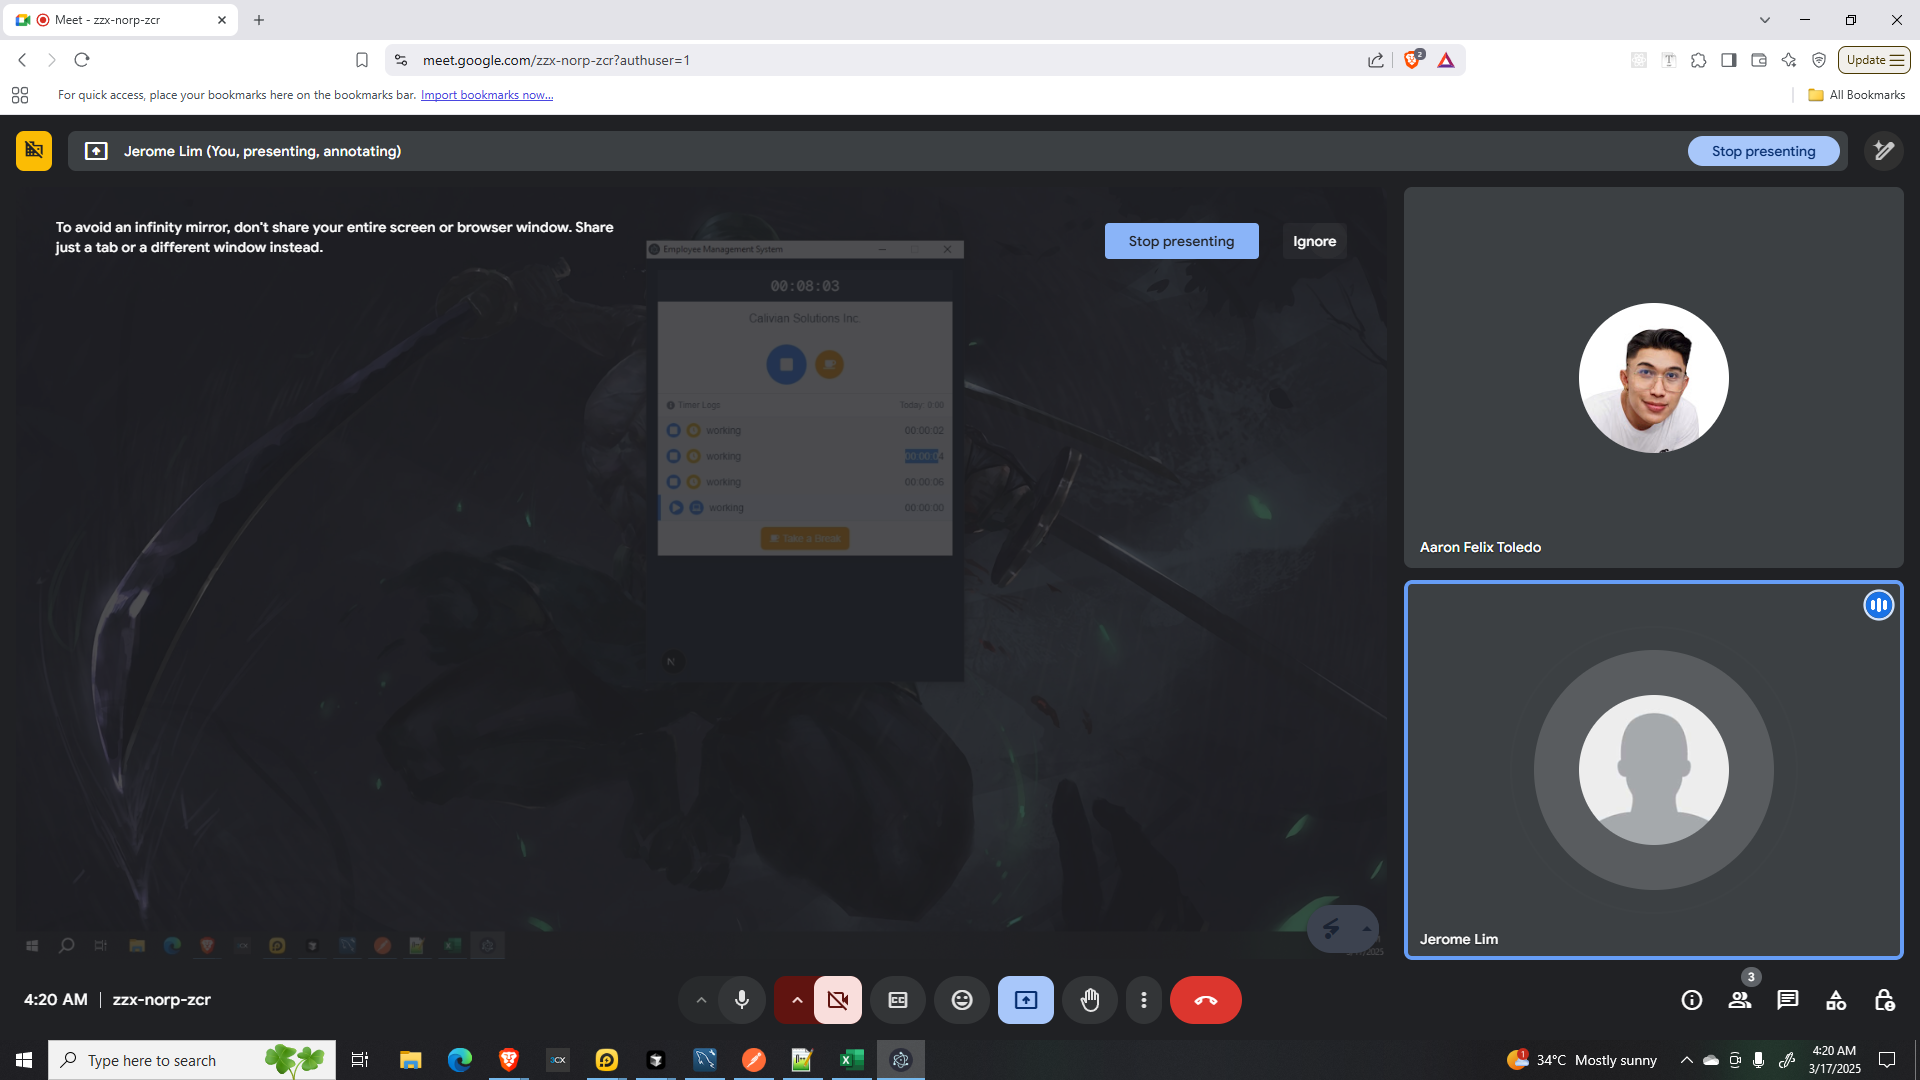 Meet - zzx-norp-zcr
meet.google.com/zzx-norp-zcr?authuser=1
2
Update
For quick access, place your bookmarks here on the bookmarks bar. Import bookmarks now...
All Bookmarks
Jerome Lim (You, presenting, annotating)
Stop presenting
To avoid an infinity mirror, don't share your entire screen or browser window. Share
just a tab or a different window instead.
Stop presenting
Ignore
Employee Management System
00:08:03
Calivian Solutions Inc.
Timer Logs
Today: 0:00
working
00:00:02
working
00:00:04
working
00:00:06
working
00:00:00
Take a Break
N
Aaron Felix Toledo
Jerome Lim
4:20 AM | zzx-norp-zcr
CC
3
Type here to search
3CX
1
34°C Mostly sunny
4:20 AM
3/17/2025